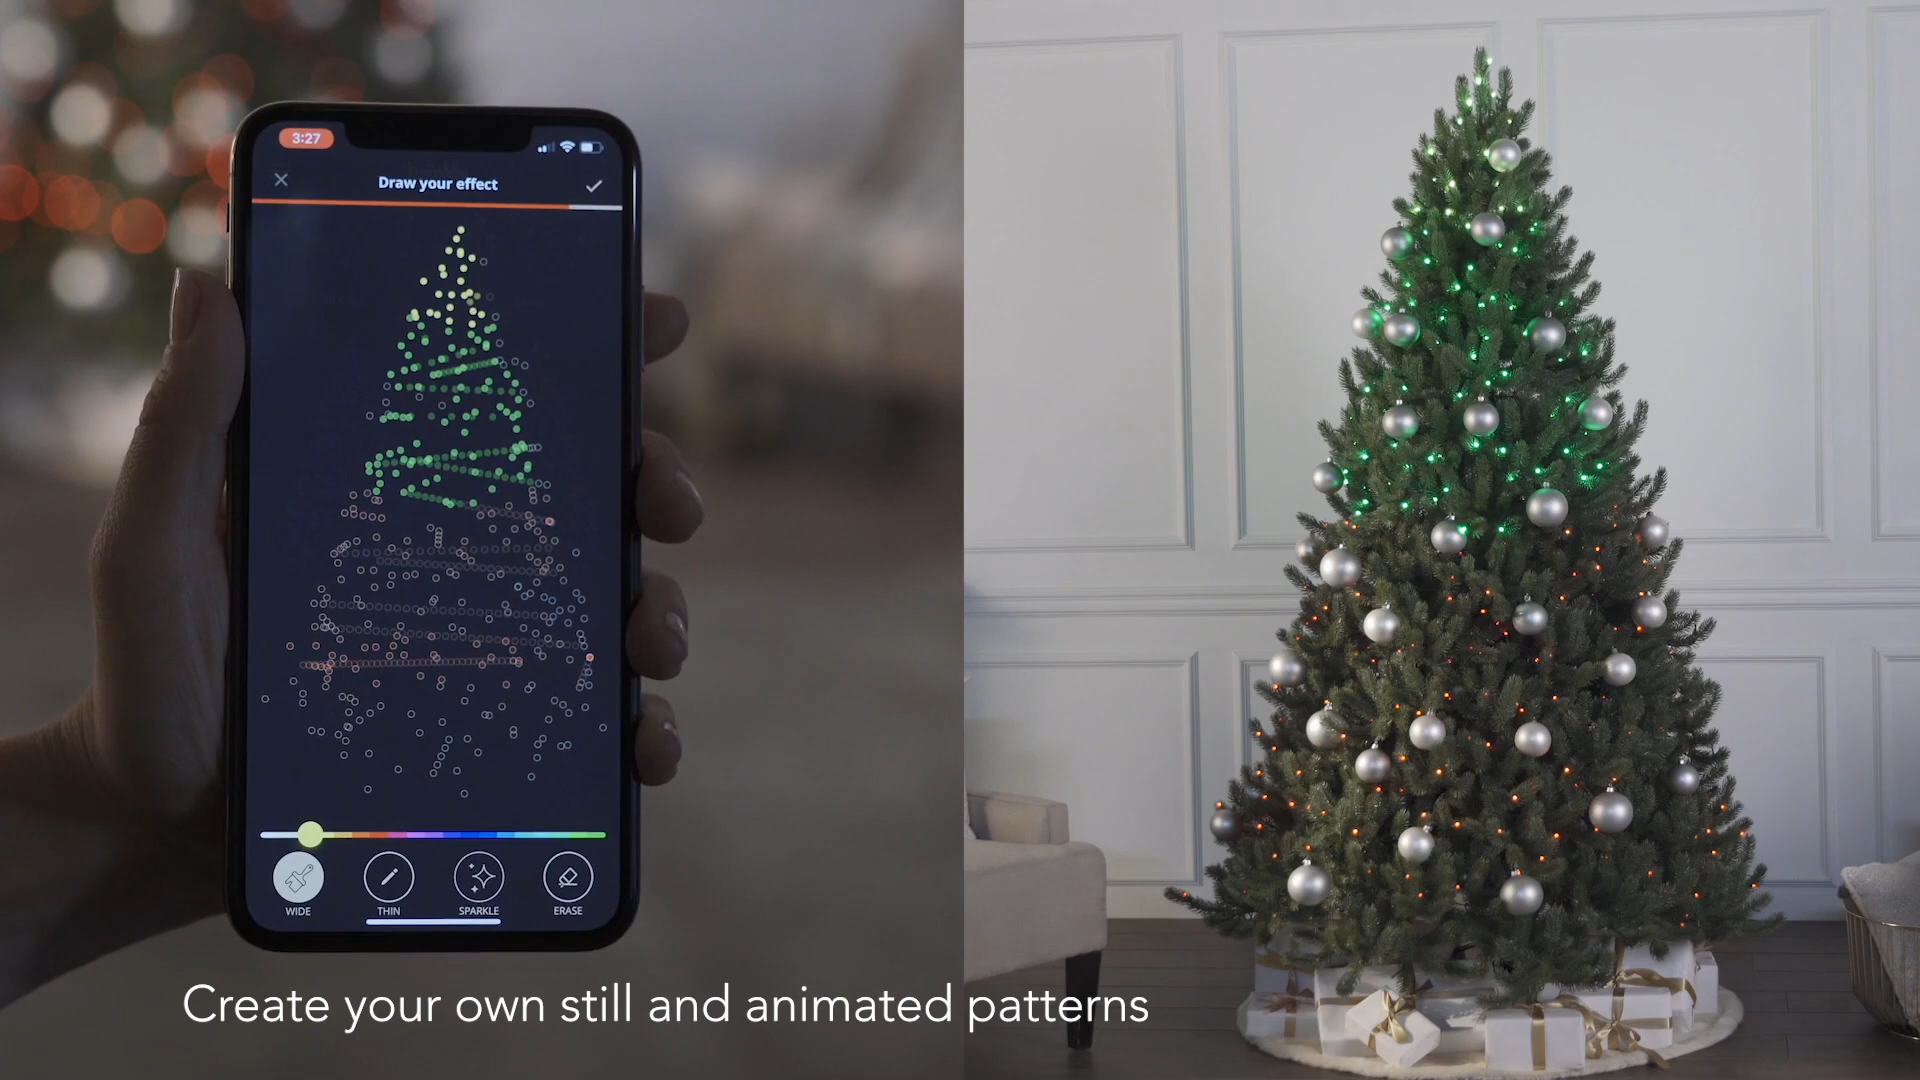 3:27
Draw your effect
WIDE
THIN
SPARKLE
ERASE
Create your own still and animated patterns